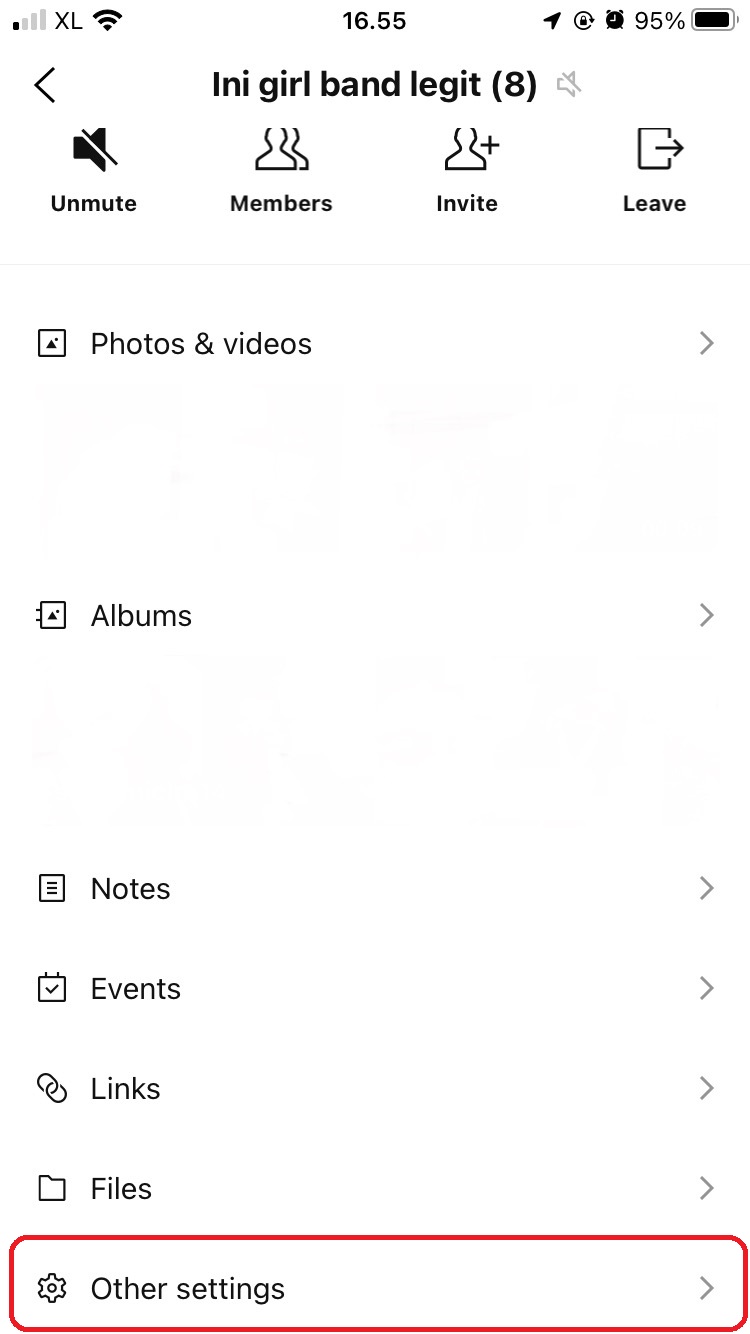 XL 16.55 95%
Ini girl band legit (8)
Unmute Members Invite Leave
Photos & videos
Albums
Notes
Events
Links
Files
Other settings